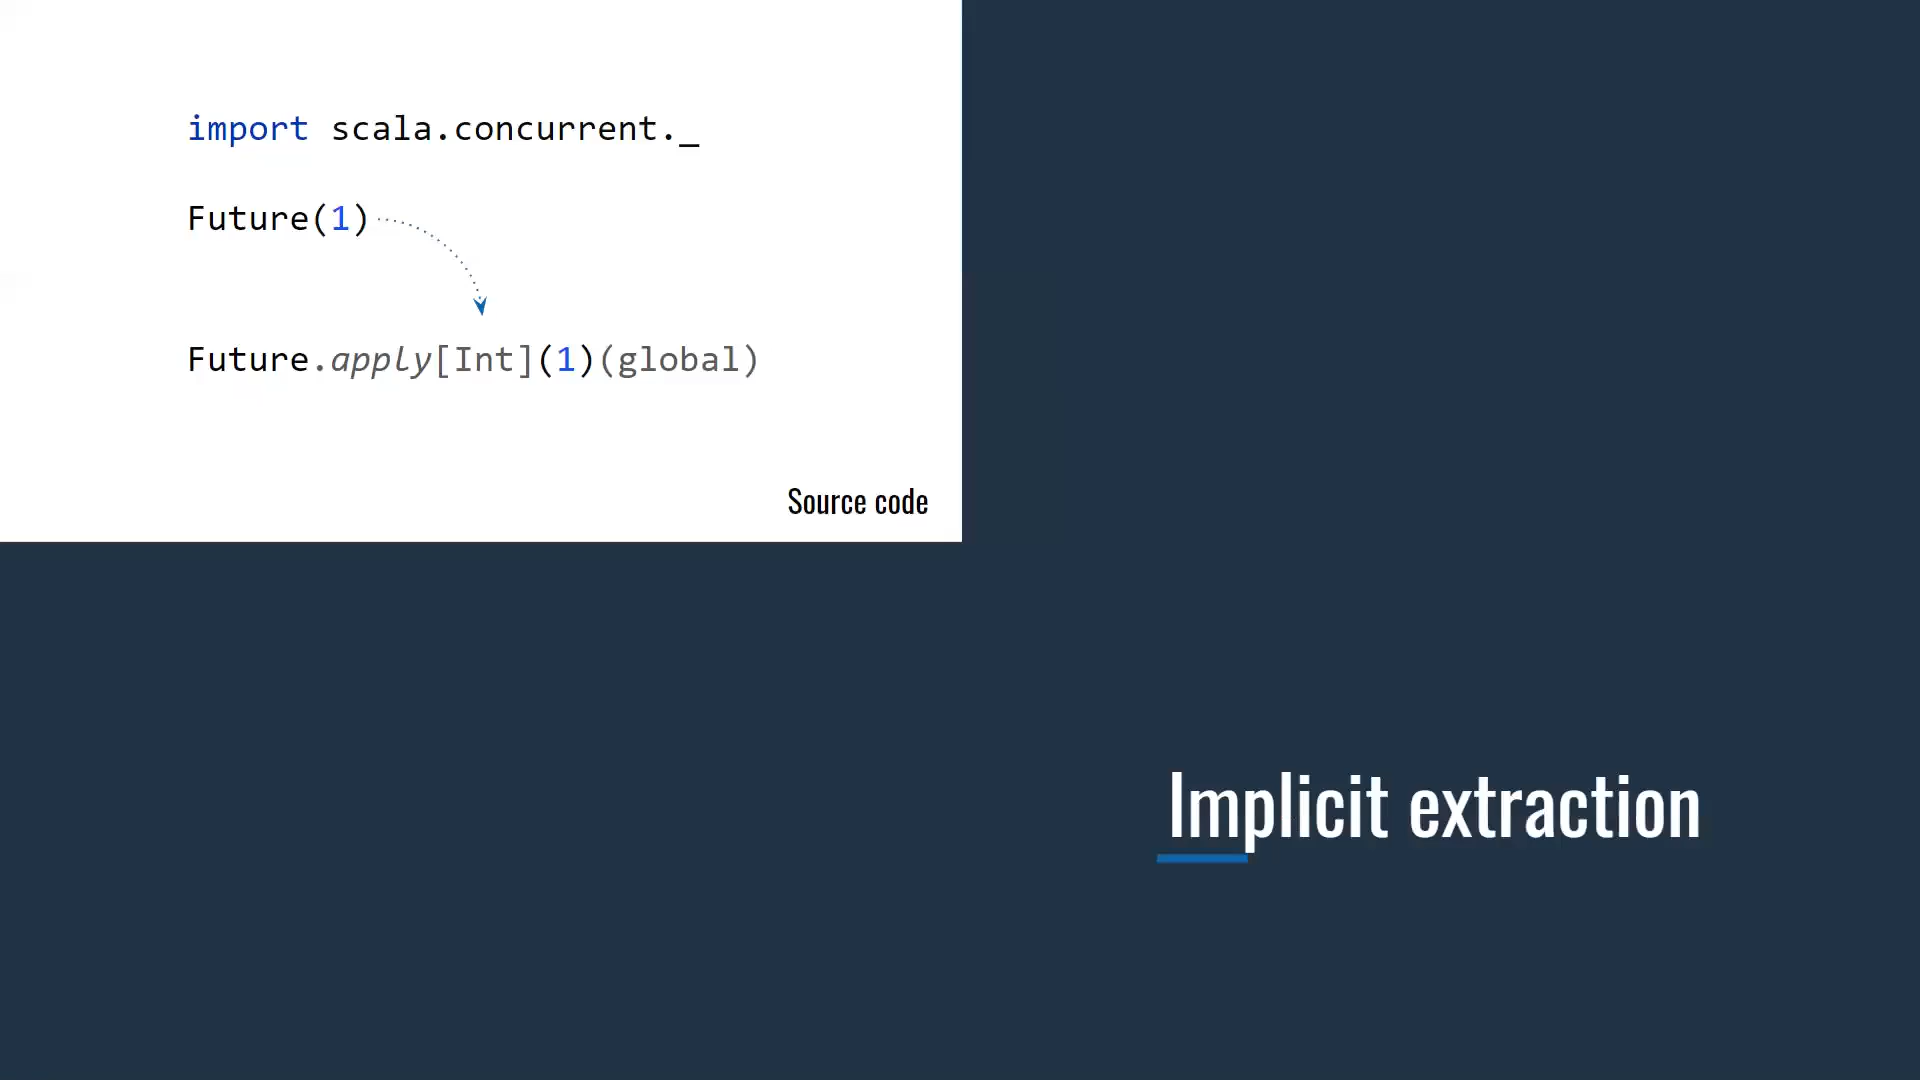 import scala.concurrent._
Future(1)
Future.apply[Int](1)(global)
Source code
Implicit extraction